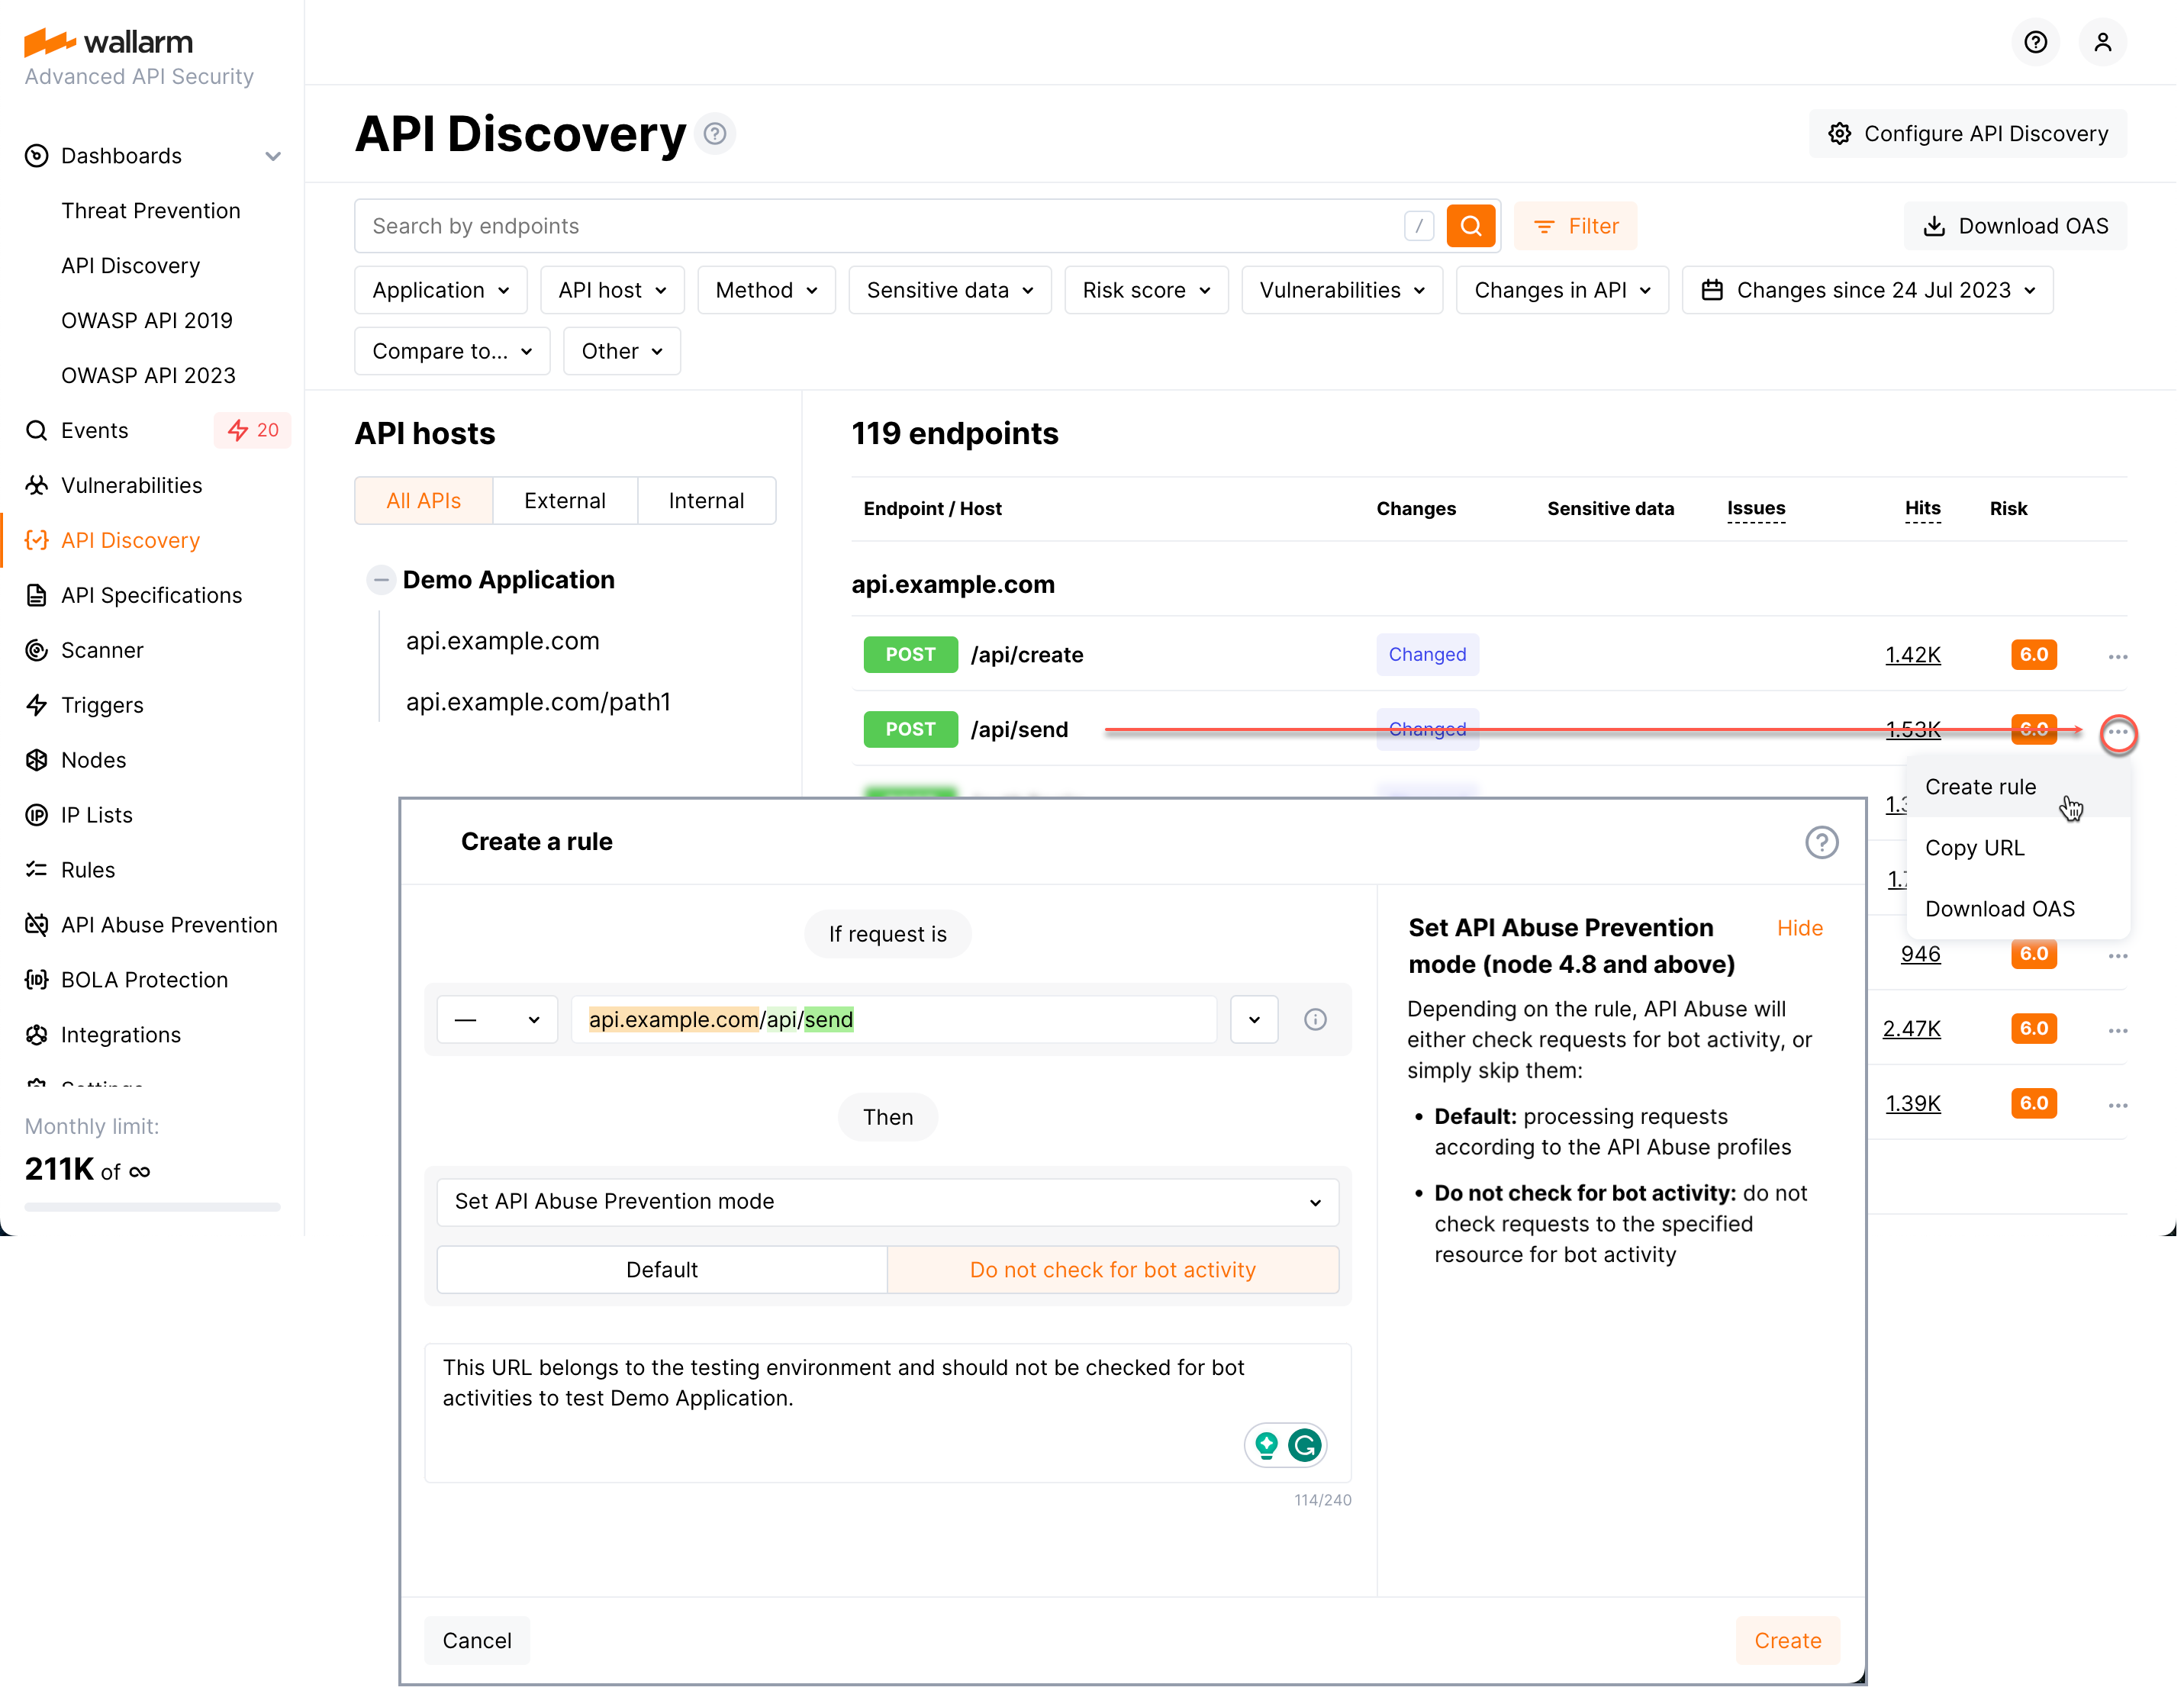 wallarm
Advanced API Security
Dashboards
Threat Prevention
API Discovery
OWASP API 2019
OWASP API 2023
Events 20
Vulnerabilities
API Discovery
API Specifications
Scanner
Triggers
Nodes
IP Lists
Rules
API Abuse Prevention
BOLA Protection
Integrations
Monthly limit:
211K of ∞
API Discovery
Configure API Discovery
Search by endpoints /
Filter
Download OAS
Application
API host
Method
Sensitive data
Risk score
Vulnerabilities
Changes in API
Changes since 24 Jul 2023
Compare to...
Other
API hosts
All APIs External Internal
Demo Application
api.example.com
api.example.com/path1
119 endpoints
Endpoint / Host Changes Sensitive data Issues Hits Risk
api.example.com
POST /api/create Changed 1.42K 6.0 ...
POST /api/send Changed 1.53K 6.0 ...
Create rule
Copy URL
Download OAS
946 6.0 ...
2.47K 6.0 ...
1.39K 6.0 ...
Create a rule
If request is
— api.example.com/api/send
Then
Set API Abuse Prevention mode
Default Do not check for bot activity
This URL belongs to the testing environment and should not be checked for bot
activities to test Demo Application.
114/240
Set API Abuse Prevention
mode (node 4.8 and above)
Hide
Depending on the rule, API Abuse will
either check requests for bot activity, or
simply skip them:
• Default: processing requests
according to the API Abuse profiles
• Do not check for bot activity: do not
check requests to the specified
resource for bot activity
Cancel
Create